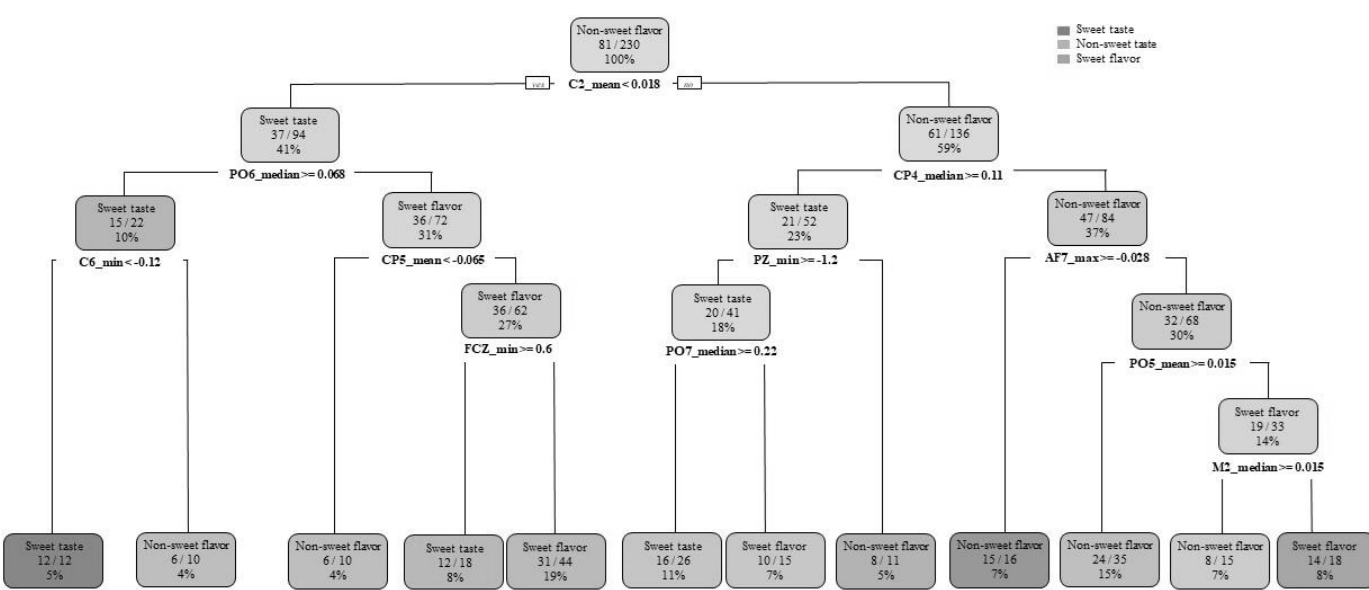 Non-sweet flavor
81 / 230
100%
Sweet taste
Non-sweet taste
Sweet flavor
yes
C2_mean< 0.018
no
Sweet taste
37 / 94
41%
Non-sweet flavor
61 / 136
59%
PO6_median>= 0.068
CP4_median>= 0.11
Sweet taste
15 / 22
10%
Sweet flavor
36 / 72
31%
Sweet taste
21 / 52
23%
Non-sweet flavor
47 / 84
37%
C6_min< -0.12
CP5_mean< -0.065
PZ_min>= -1.2
AF7_max>= -0.028
Sweet flavor
36 / 62
27%
Sweet taste
20 / 41
18%
Non-sweet flavor
32 / 68
30%
FCZ_min>= 0.6
PO7_median>= 0.22
PO5_mean>= 0.015
Sweet flavor
19 / 33
14%
M2_median>= 0.015
Sweet taste
12 / 12
5%
Non-sweet flavor
6 / 10
4%
Non-sweet flavor
6 / 10
4%
Sweet taste
12 / 18
8%
Sweet flavor
31 / 44
19%
Sweet taste
16 / 26
11%
Sweet flavor
10 / 15
7%
Non-sweet flavor
8 / 11
5%
Non-sweet flavor
15 / 16
7%
Non-sweet flavor
24 / 35
15%
Non-sweet flavor
8 / 15
7%
Sweet flavor
14 / 18
8%